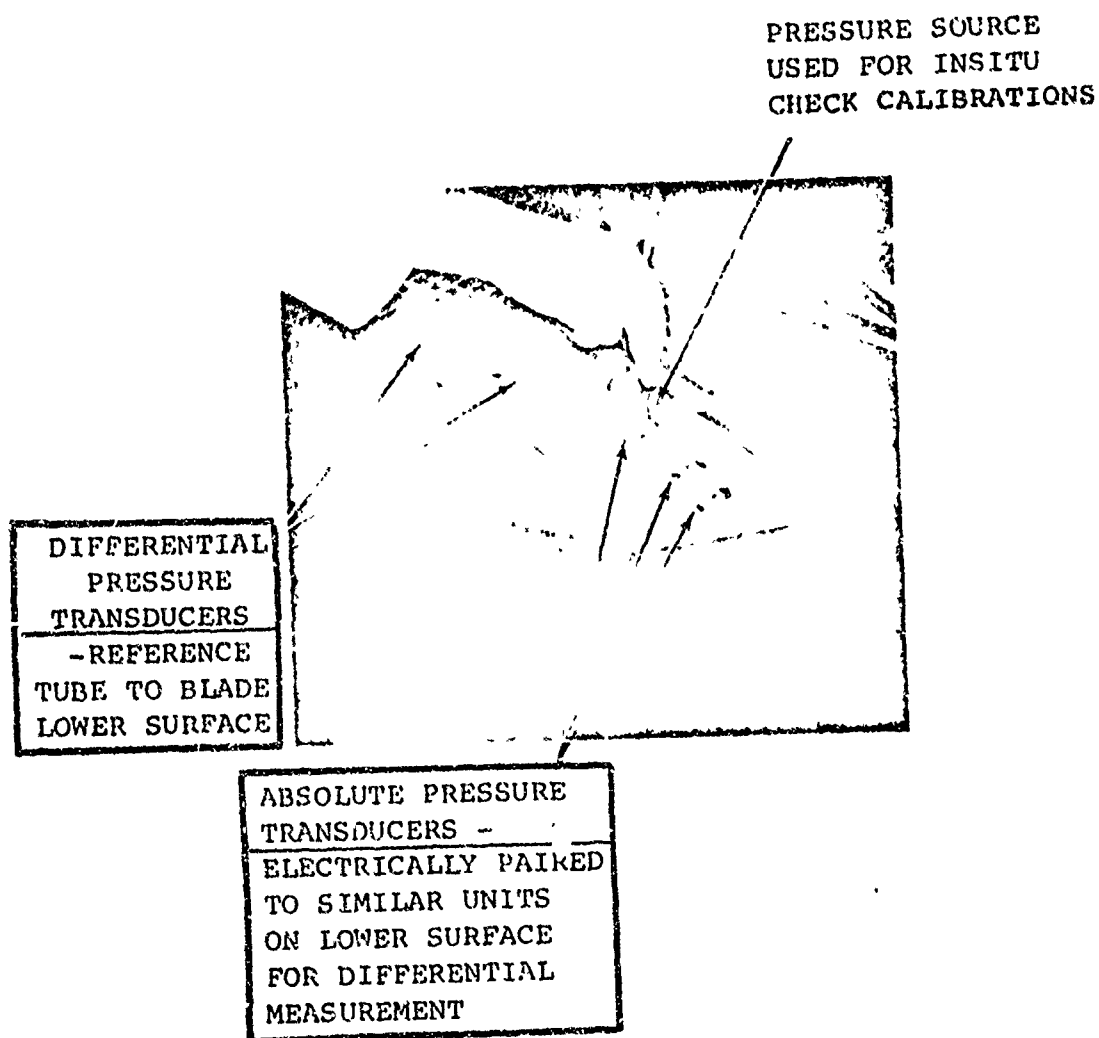 PRESSURE SOURCE
USED FOR INSITU
CHECK CALIBRATIONS
DIFFERENTIAL
PRESSURE
TRANSDUCERS
-REFERENCE
TUBE TO BLADE
LOWER SURFACE
ABSOLUTE PRESSURE
TRANSDUCERS -
ELECTRICALLY PAIRED
TO SIMILAR UNITS
ON LOWER SURFACE
FOR DIFFERENTIAL
MEASUREMENT